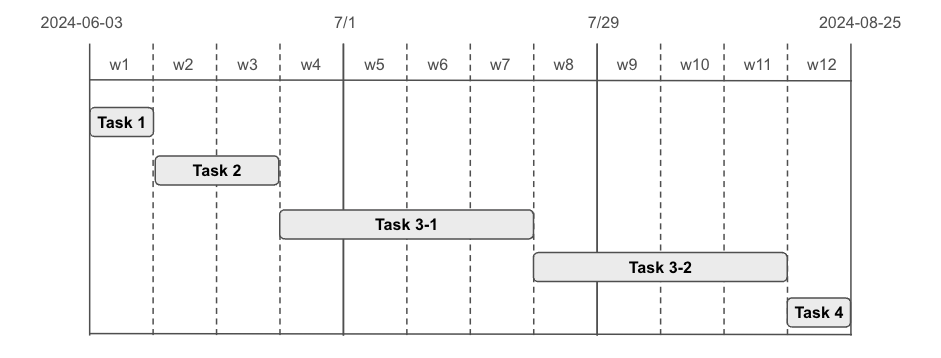 2024-06-03 7/1 7/29 2024-08-25
w1 w2 w3 w4 w5 w6 w7 w8 w9 w10 w11 w12
Task 1
Task 2
Task 3-1
Task 3-2
Task 4